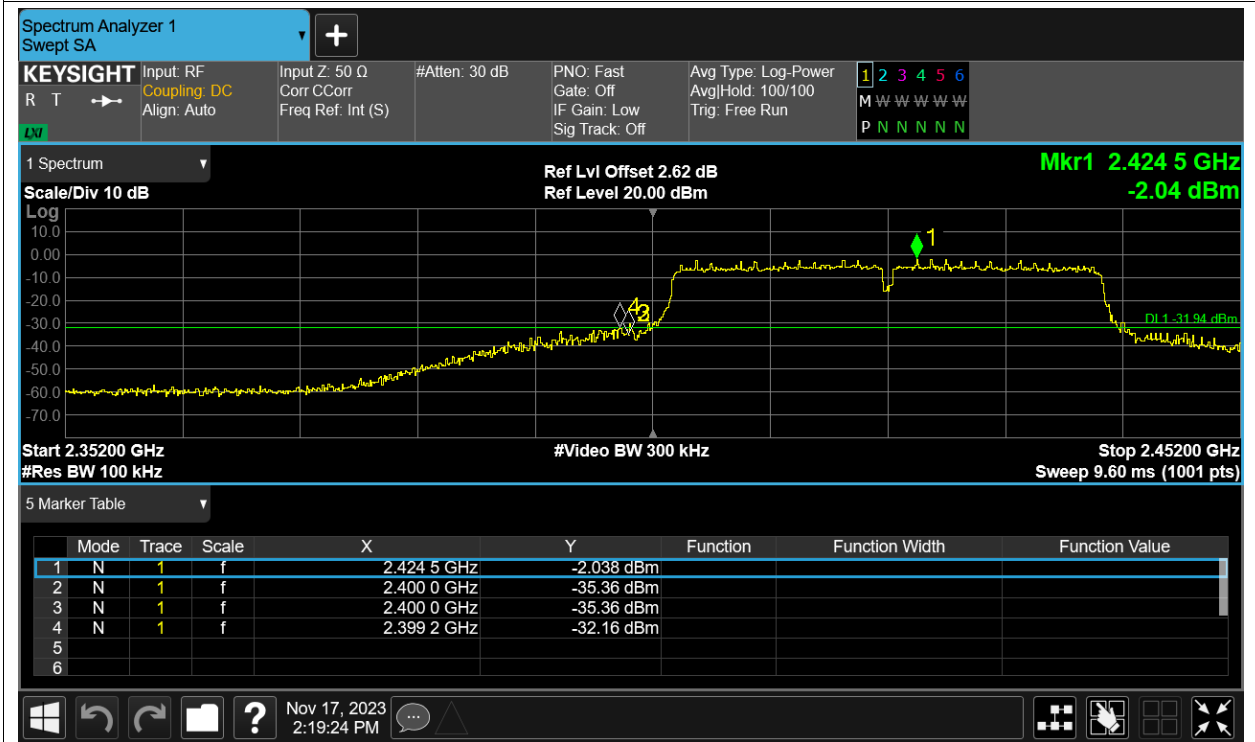 Spectrum Analyzer 1
Swept SA
+
KEYSIGHT Input: RF Input Z: 50 Ω #Atten: 30 dB PNO: Fast Avg Type: Log-Power 1 2 3 4 5 6
R T Coupling: DC Corr CCorr Gate: Off Avg|Hold: 100/100 M W W W W W W
Align: Auto Freq Ref: Int (S) IF Gain: Low Trig: Free Run
LXI Sig Track: Off P N N N N N N
1 Spectrum Ref Lvl Offset 2.62 dB Mkr1 2.424 5 GHz
Scale/Div 10 dB Ref Level 20.00 dBm -2.04 dBm
Log
10.0
1
0.00
-10.0
-20.0
-30.0
DL1 -31.94 dBm
-40.0
-50.0
-60.0
-70.0
Start 2.35200 GHz #Video BW 300 kHz Stop 2.45200 GHz
#Res BW 100 kHz Sweep 9.60 ms (1001 pts)
5 Marker Table
Mode Trace Scale X Y Function Function Width Function Value
1 N 1 f 2.424 5 GHz -2.038 dBm
2 N 1 f 2.400 0 GHz -35.36 dBm
3 N 1 f 2.400 0 GHz -35.36 dBm
4 N 1 f 2.399 2 GHz -32.16 dBm
5
6
? Nov 17, 2023
2:19:24 PM